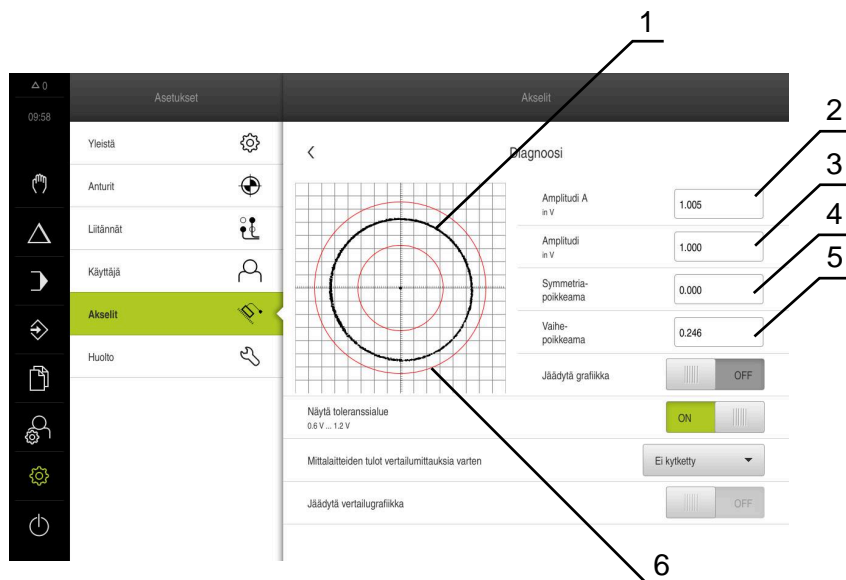 1
△ 0
Asetukset
Akselit
09:58
2
Yleistä
Diagnoosi
3
Anturit
Amplitudi A
in V
1.005
4
Liitännät
Amplitudi
in V
1.000
5
Käyttäjä
Symmetria-
poikkeama
0.000
Akselit
Vaihe-
poikkeama
0.246
Huolto
Jäädytä grafiikka
OFF
Näytä toleranssialue
0.6 V ... 1.2 V
ON
Mittalaitteiden tulot vertailumittauksia varten
Ei kytketty
Jäädytä vertailugrafiikka
OFF
6